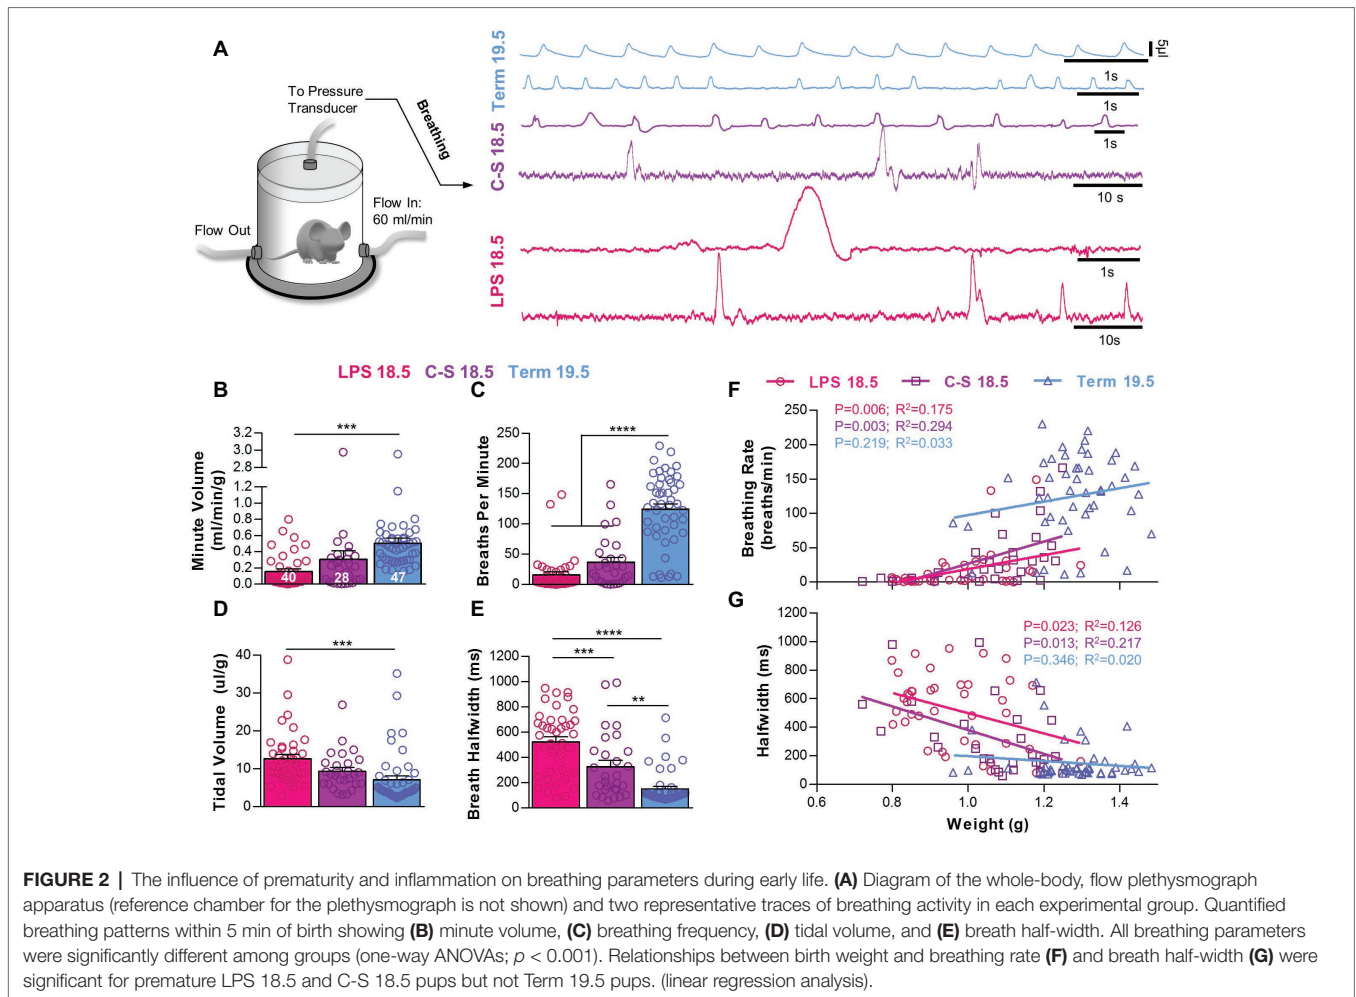 A
To Pressure
Transducer
Breathing
Flow In:
60 ml/min
Flow Out
Term 19.5
5µl
1s
1s
C-S 18.5
1s
10 s
LPS 18.5
1s
10s
LPS 18.5 C-S 18.5 Term 19.5
B
Minute Volume
(ml/min/g)
3.2
3.0
2.8
1.2
1.0
0.8
0.6
0.4
0.2
0.0
***
40 28 47
C
Breaths Per Minute
250
200
150
100
50
0
****
D
Tidal Volume (ul/g)
40
30
20
10
0
***
E
Breath Halfwidth (ms)
1200
1000
800
600
400
200
0
****
***
**
LPS 18.5 C-S 18.5 Term 19.5
F
P=0.006; R²=0.175
P=0.003; R²=0.294
P=0.219; R²=0.033
Breathing Rate
(breaths/min)
250
200
150
100
50
0
G
P=0.023; R²=0.126
P=0.013; R²=0.217
P=0.346; R²=0.020
Halfwidth (ms)
1200
1000
800
600
400
200
0
0.6 0.8 1.0 1.2 1.4
Weight (g)
FIGURE 2 | The influence of prematurity and inflammation on breathing parameters during early life. (A) Diagram of the whole-body, flow plethysmograph
apparatus (reference chamber for the plethysmograph is not shown) and two representative traces of breathing activity in each experimental group. Quantified
breathing patterns within 5 min of birth showing (B) minute volume, (C) breathing frequency, (D) tidal volume, and (E) breath half-width. All breathing parameters
were significantly different among groups (one-way ANOVAs; p < 0.001). Relationships between birth weight and breathing rate (F) and breath half-width (G) were
significant for premature LPS 18.5 and C-S 18.5 pups but not Term 19.5 pups. (linear regression analysis).